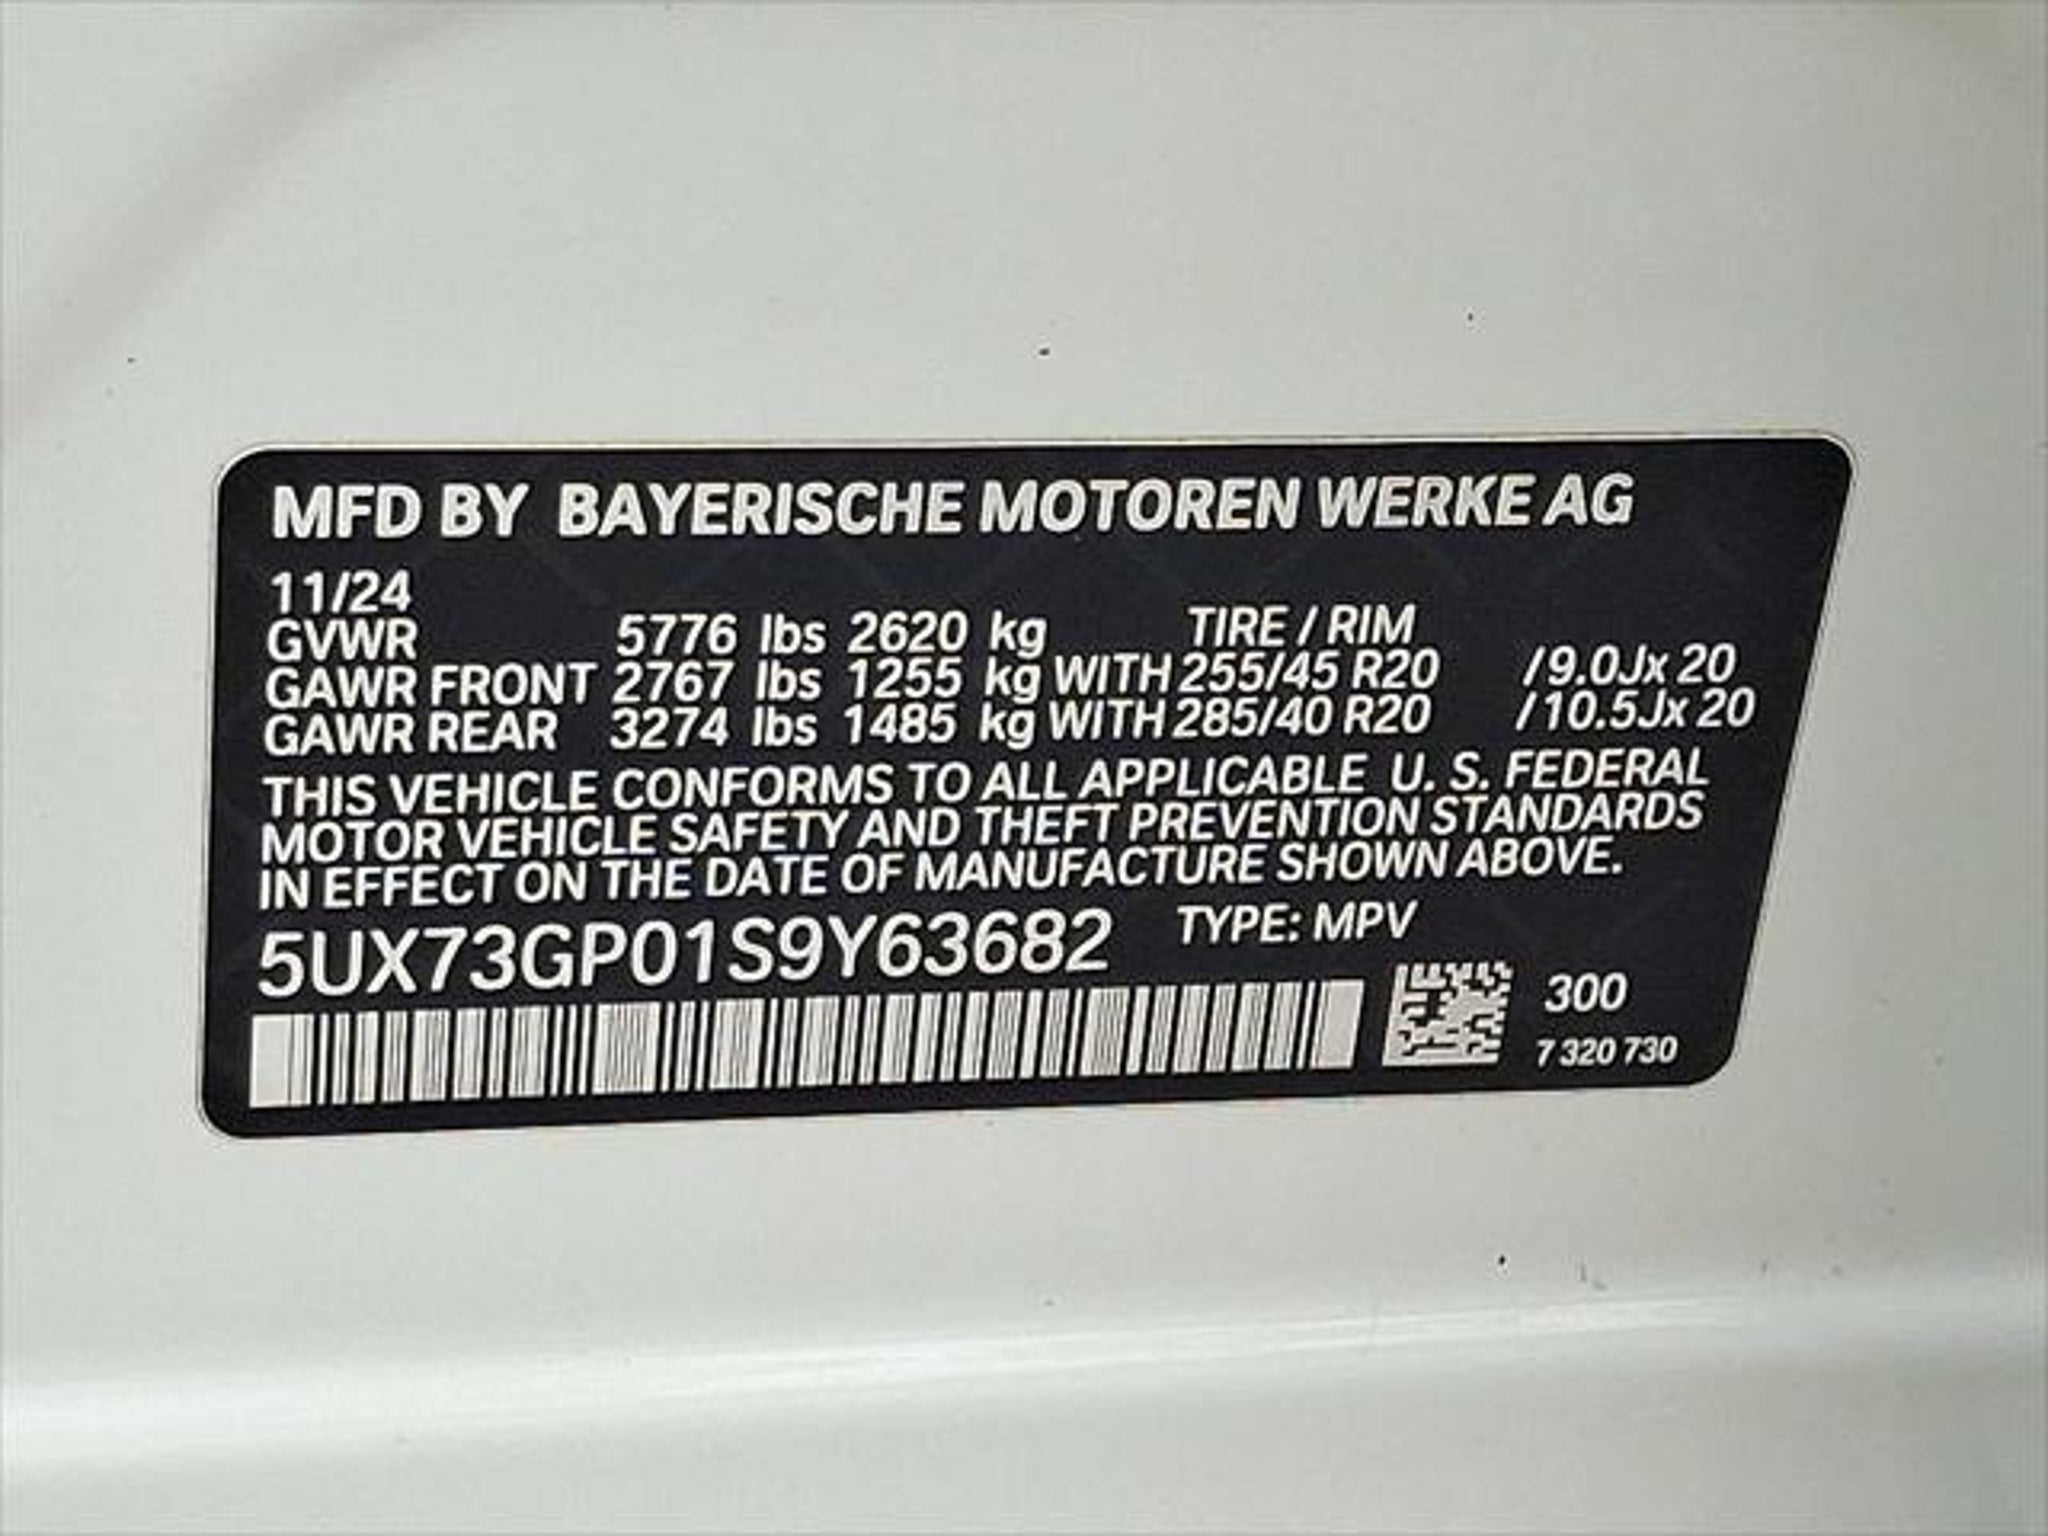 MFD BY BAYERISCHE MOTOREN WERKE AG
11/24
GVWR 5776 lbs 2620 kg TIRE / RIM
GAWR FRONT 2767 lbs 1255 kg WITH 255/45 R20 /9.0Jx 20
GAWR REAR 3274 lbs 1485 kg WITH 285/40 R20 /10.5Jx 20
THIS VEHICLE CONFORMS TO ALL APPLICABLE U. S. FEDERAL
MOTOR VEHICLE SAFETY AND THEFT PREVENTION STANDARDS
IN EFFECT ON THE DATE OF MANUFACTURE SHOWN ABOVE.
5UX73GP01S9Y63682 TYPE: MPV
300
7 320 730